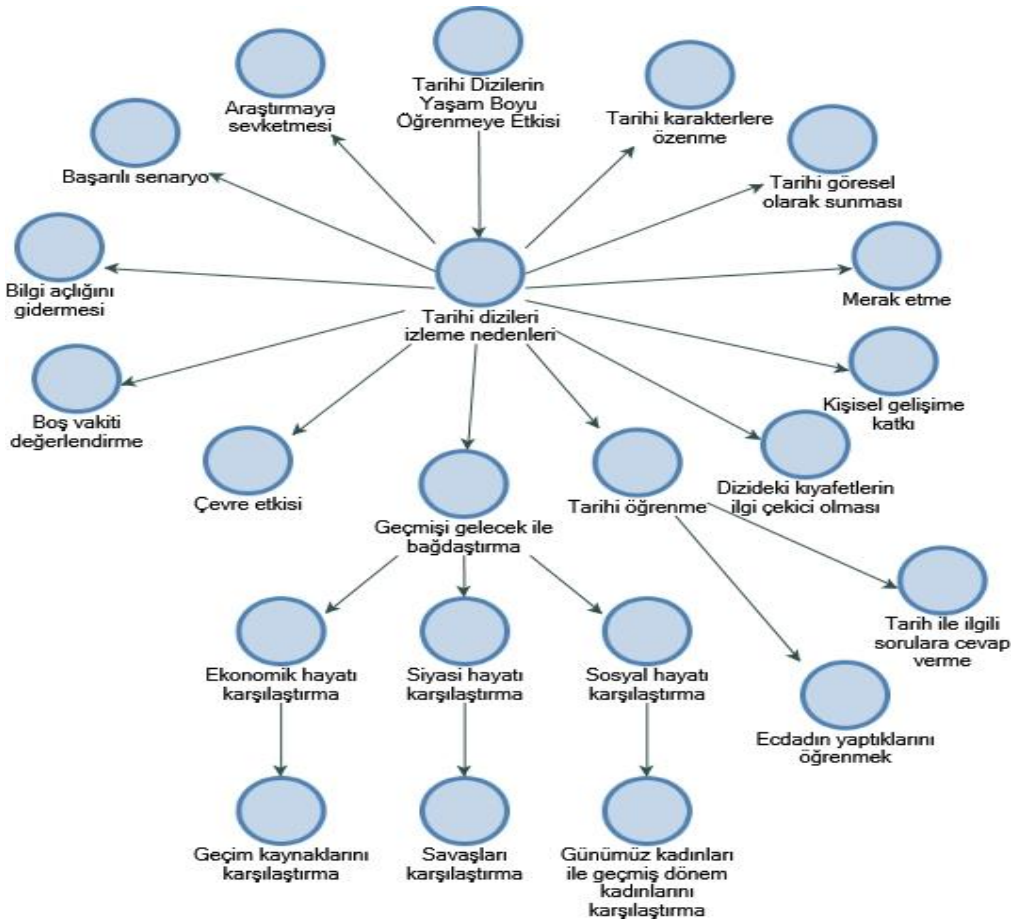 Tarihi Dizilerin
Yaşam Boyu
Öğrenmeye Etkisi
Araştırmaya
sevketmesi
Tarihi karakterlere
özenme
Başarılı senaryo
Tarihi göresel
olarak sunması
Bilgi açlığını
gidermesi
Merak etme
Tarihi dizileri
izleme nedenleri
Boş vakiti
değerlendirme
Kişisel gelişime
katkı
Çevre etkisi
Geçmişi gelecek ile
bağdaştırma
Tarihi öğrenme
Dizideki kıyafetlerin
ilgi çekici olması
Tarih ile ilgili
sorulara cevap
verme
Ekonomik hayatı
karşılaştırma
Siyasi hayatı
karşılaştırma
Sosyal hayatı
karşılaştırma
Ecdadın yaptıklarını
öğrenmek
Geçim kaynaklarını
karşılaştırma
Savaşları
karşılaştırma
Günümüz kadınları
ile geçmiş dönem
kadınlarını
karşılaştırma